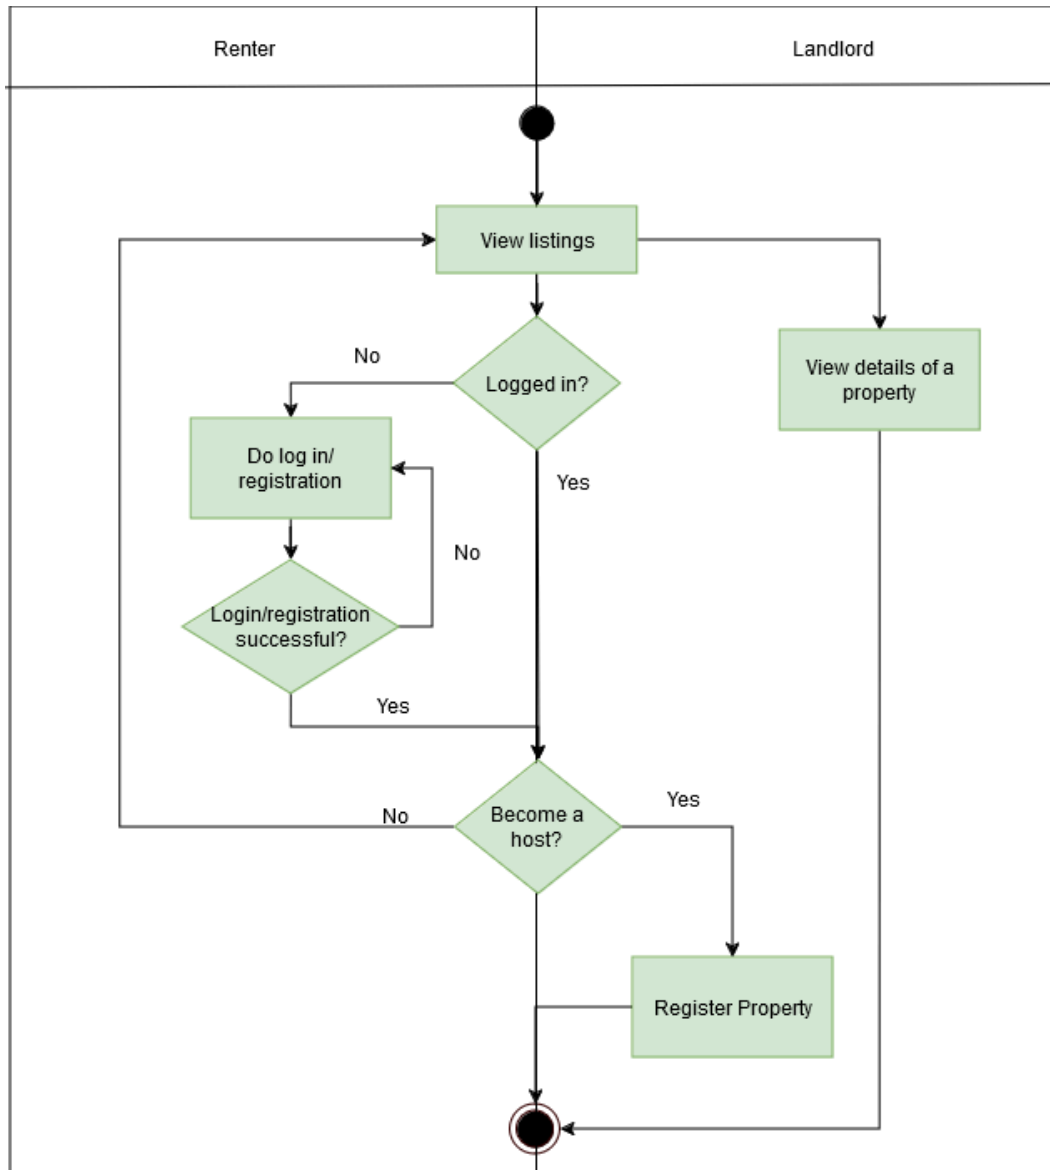 Renter
Landlord
View listings
No
Logged in?
View details of a
property
Do log in/
registration
Yes
No
Login/registration
successful?
Yes
Yes
No
Become a
host?
Register Property